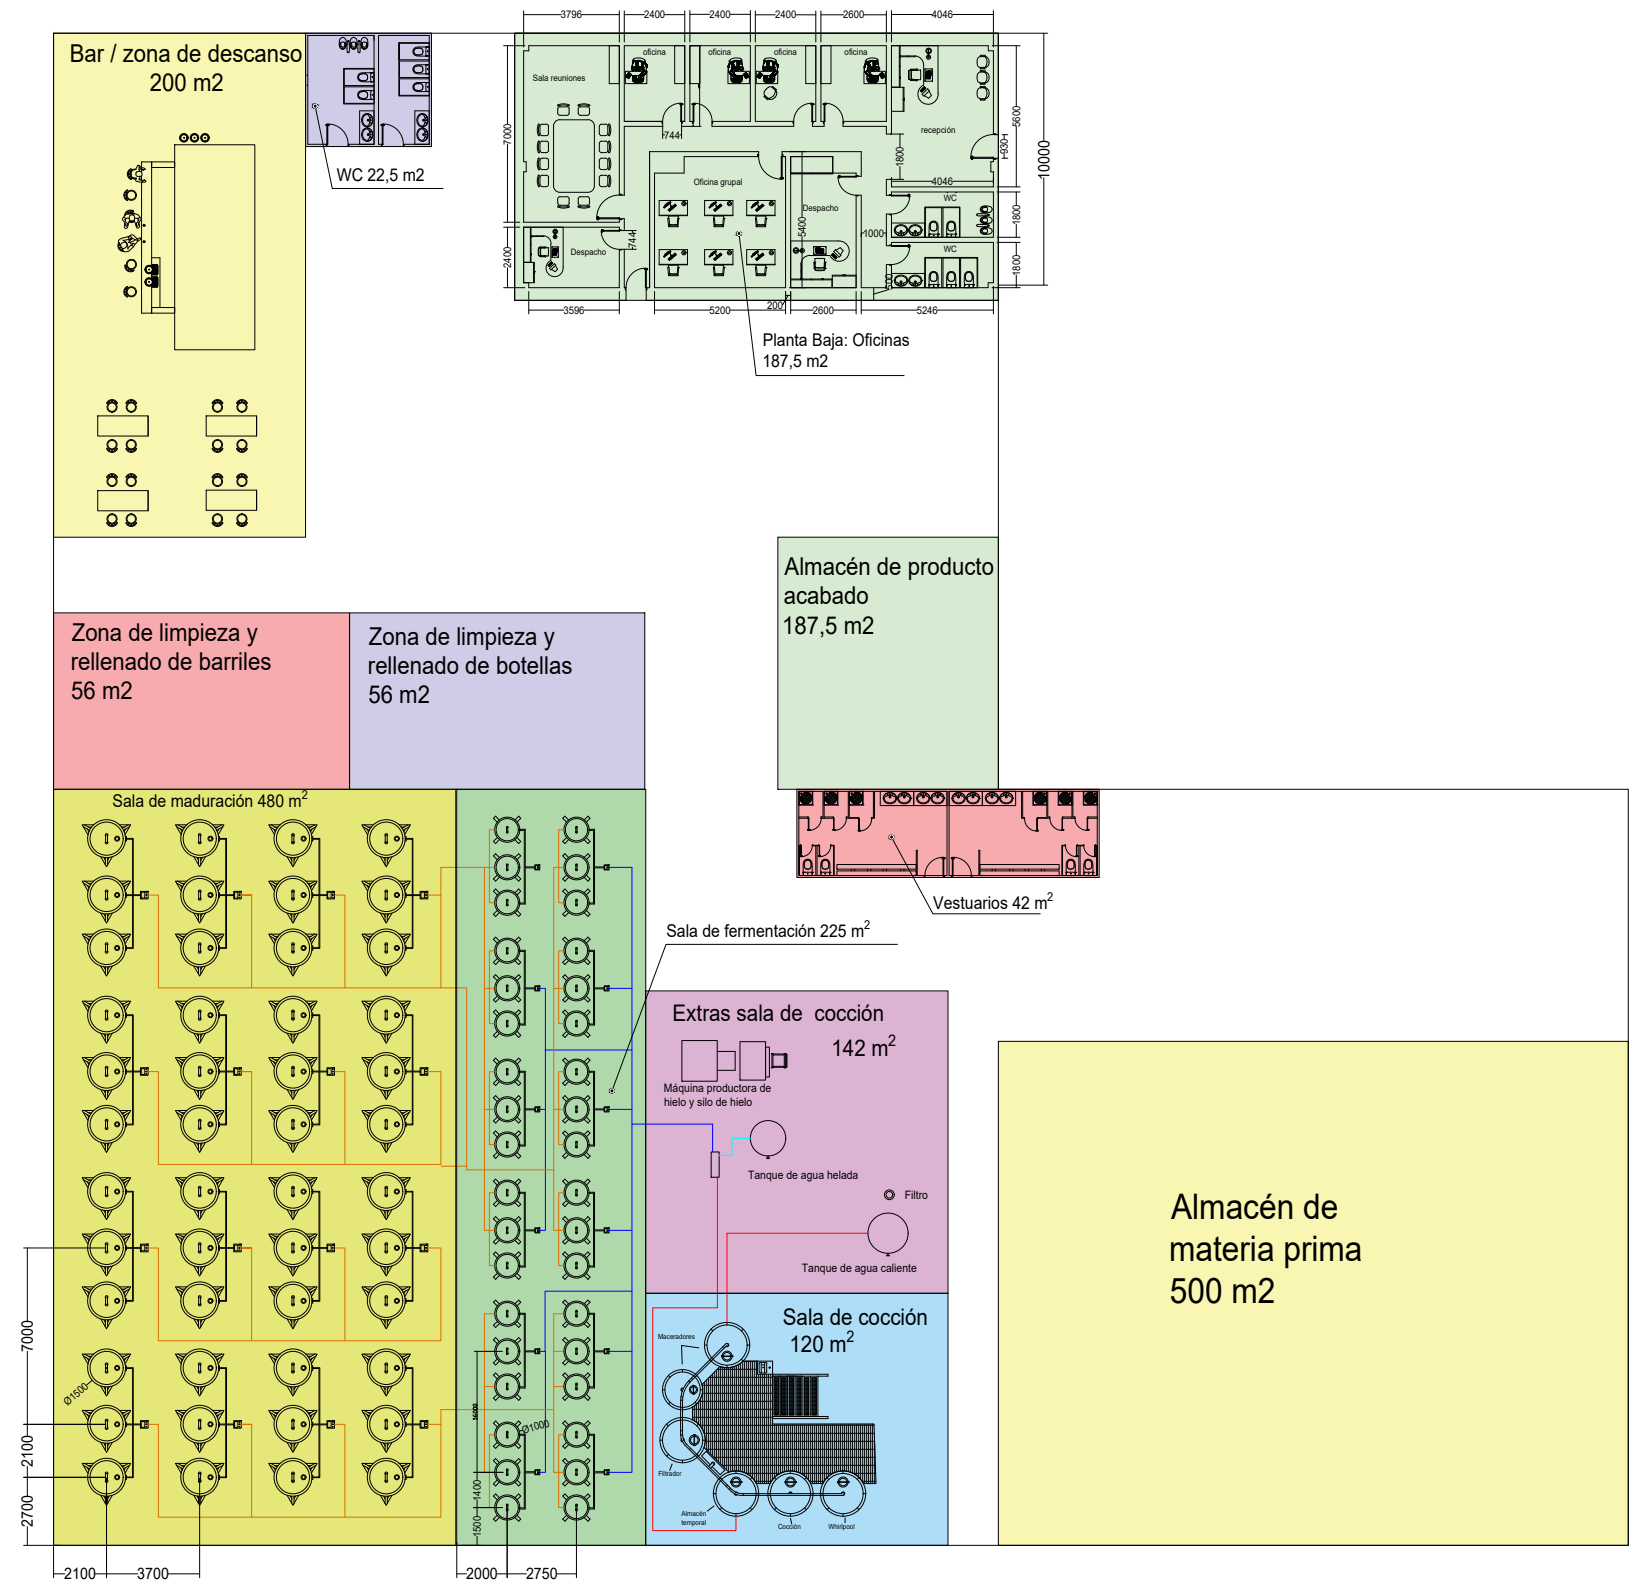 3796
2400
2400
2400
2600
4046
Bar / zona de descanso
200 m2
oficina
oficina
oficina
oficina
Sala reuniones
recepción
7000
744
1800
5600
930
10000
WC 22,5 m2
Oficina grupal
4046
WC
Despacho
5400
1800
744
1000
Despacho
WC
2400
1800
200
3596
5200
2600
5246
Planta Baja: Oficinas
187,5 m2
Almacén de producto
acabado
187,5 m2
Zona de limpieza y
rellenado de barriles
56 m2
Zona de limpieza y
rellenado de botellas
56 m2
Sala de maduración 480 m2
Vestuarios 42 m2
Sala de fermentación 225 m2
Extras sala de cocción
142 m2
Máquina productora de
hielo y silo de hielo
Tanque de agua helada
Filtro
Tanque de agua caliente
Almacén de
materia prima
500 m2
Sala de cocción
120 m2
Maceradores
Filtrador
Almacén
temporal
Cocción
Whirlpool
7000
Ø1500
2100
2700
Ø1000
1400
1500
2100
3700
2000
2750